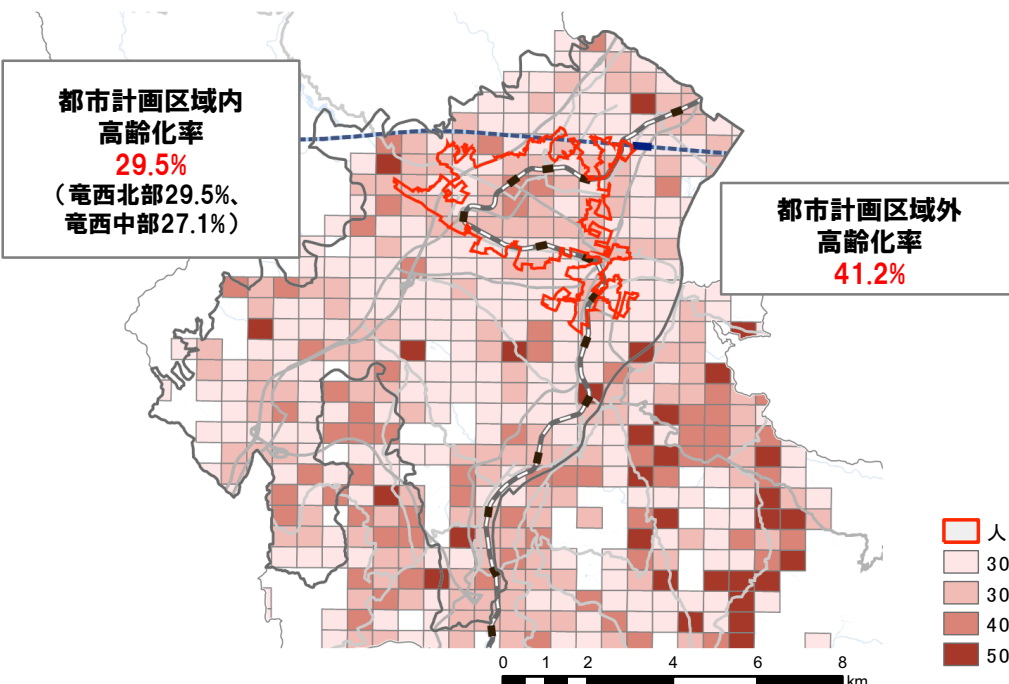 都市計画区域内
高齢化率
29.5%
（竜西北部29.5%、
竜西中部27.1%）
都市計画区域外
高齢化率
41.2%
人
30
30
40
50
0 1 2 4 6 8
km